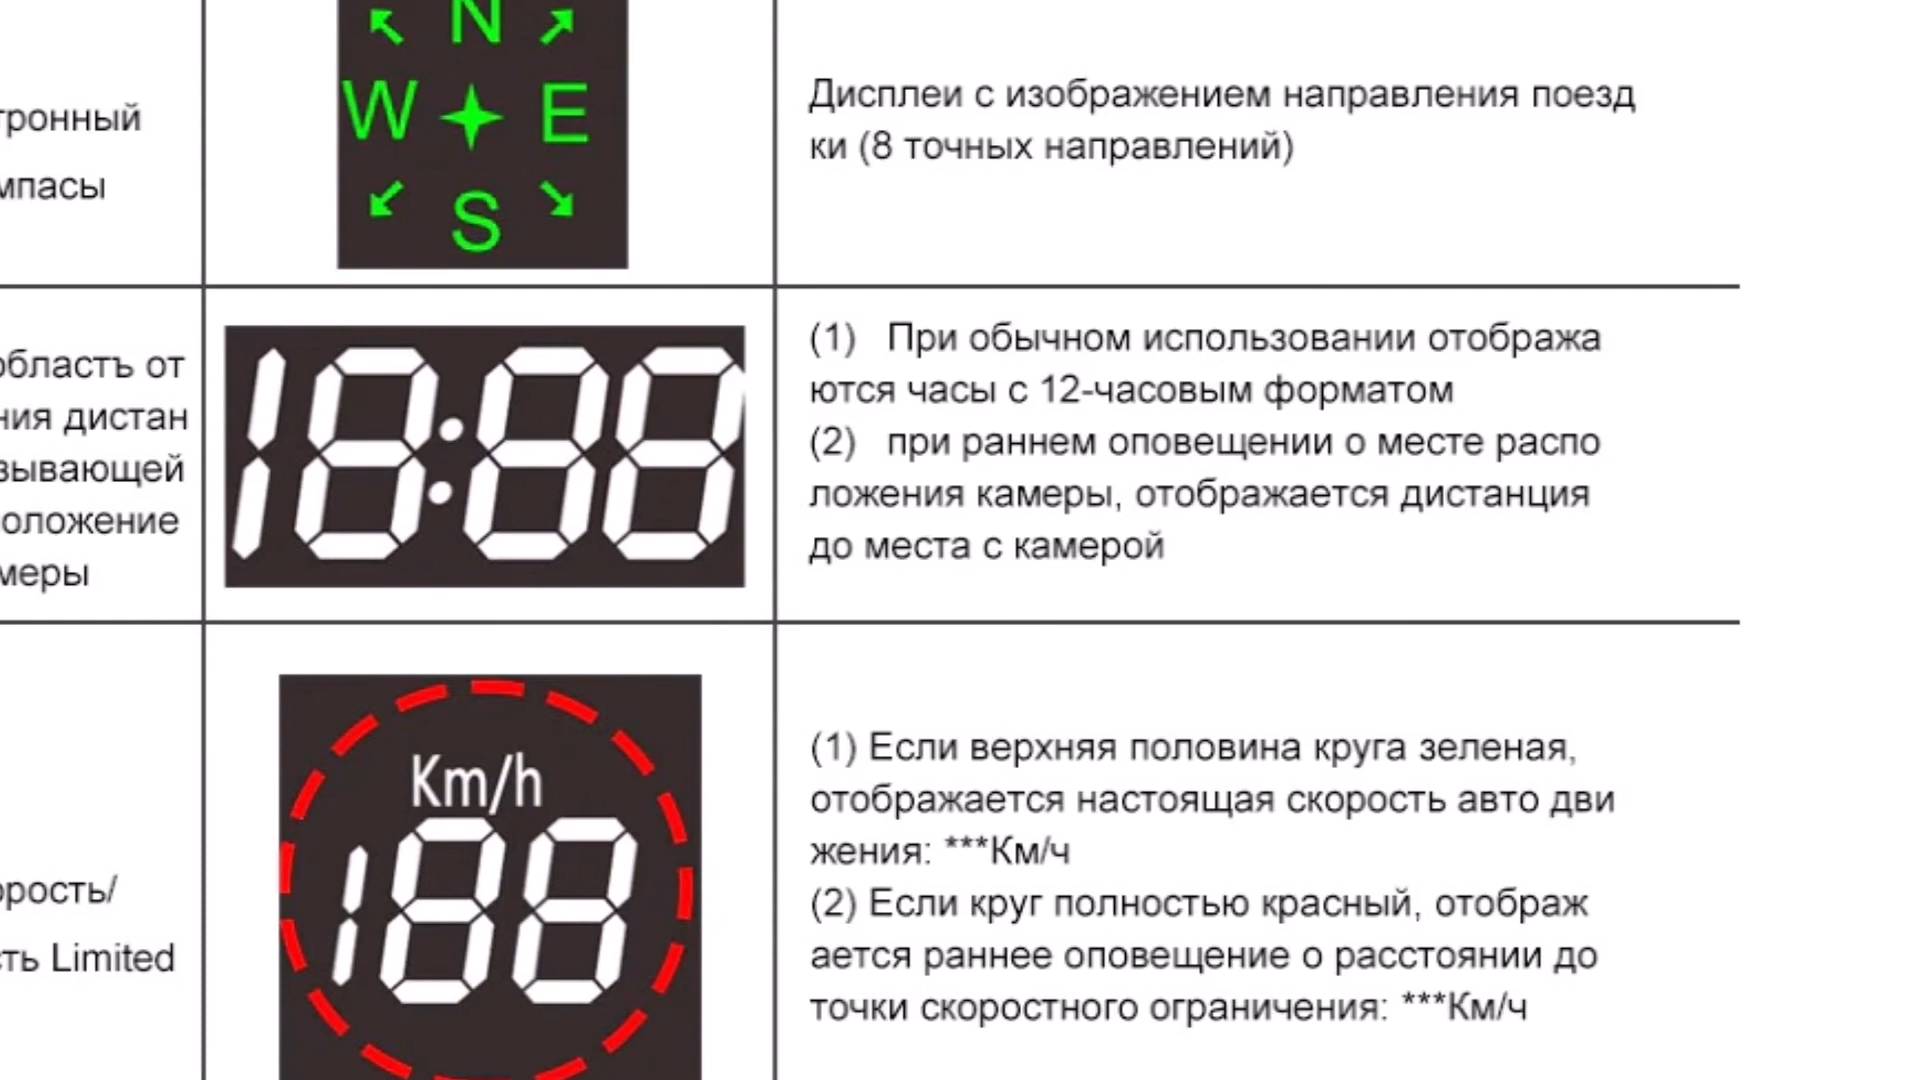 тронный
мпасы
N
W E
S
Дисплеи с изображением направления поезд
ки (8 точных направлений)
область от
ния дистан
зывающей
оложение
меры
18:88
(1) При обычном использовании отобража
ются часы с 12-часовым форматом
(2) при раннем оповещении о месте распо
ложения камеры, отображается дистанция
до места с камерой
орость/
сть Limited
Km/h
188
(1) Если верхняя половина круга зеленая,
отображается настоящая скорость авто дви
жения: ***Км/ч
(2) Если круг полностью красный, отображ
ается раннее оповещение о расстоянии до
точки скоростного ограничения: ***Км/ч